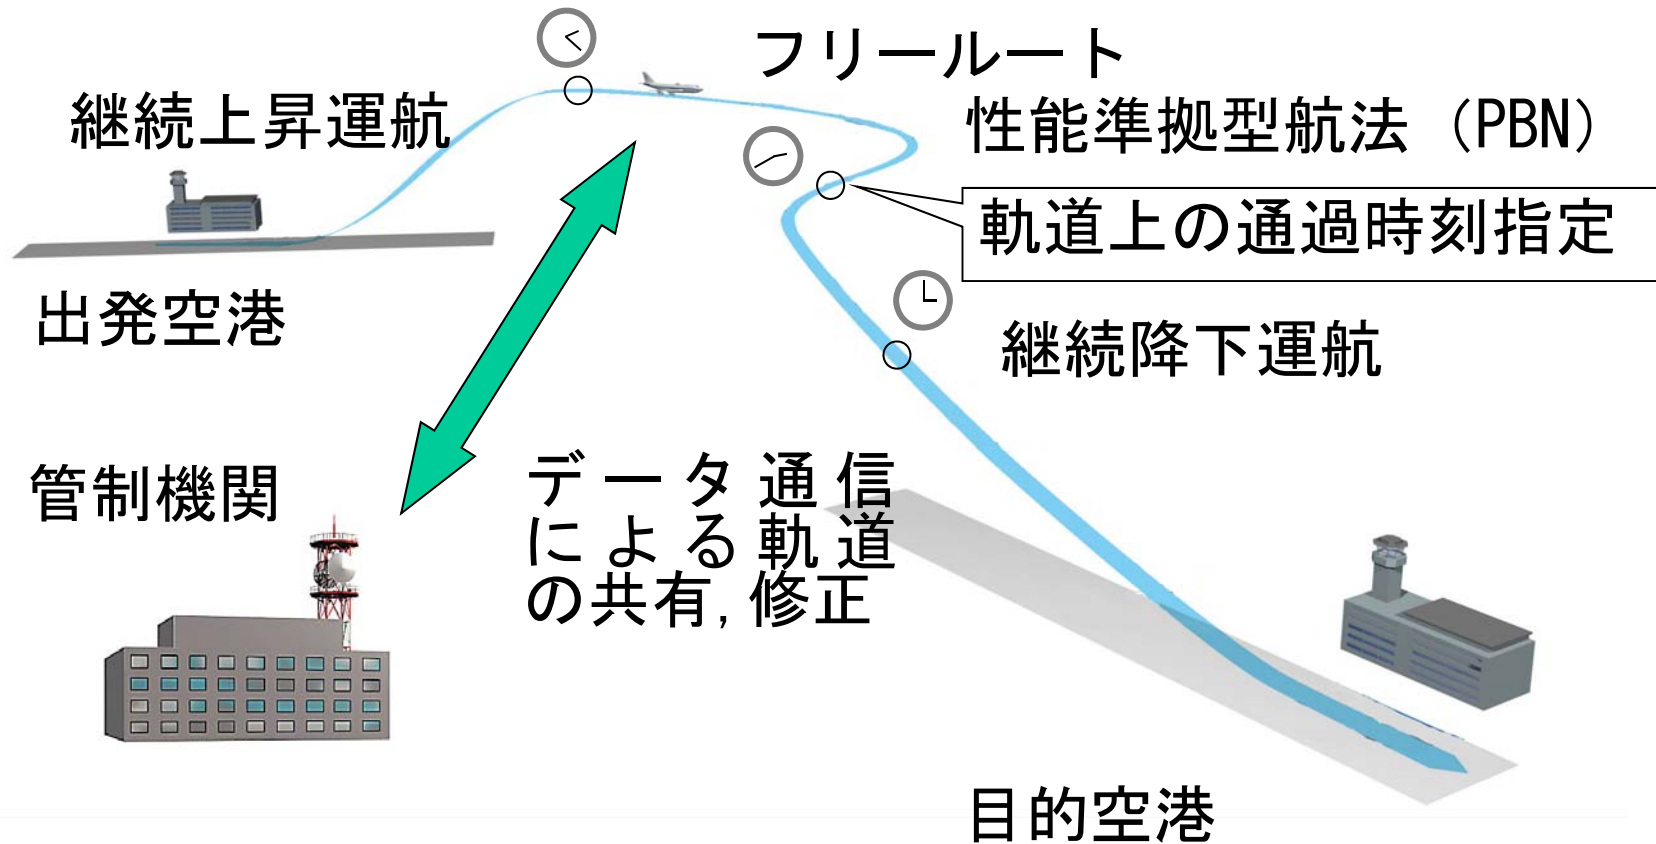 フリールート
継続上昇運航
性能準拠型航法（PBN）
軌道上の通過時刻指定
出発空港
継続降下運航
管制機関
データ通信
による軌道
の共有,修正
目的空港